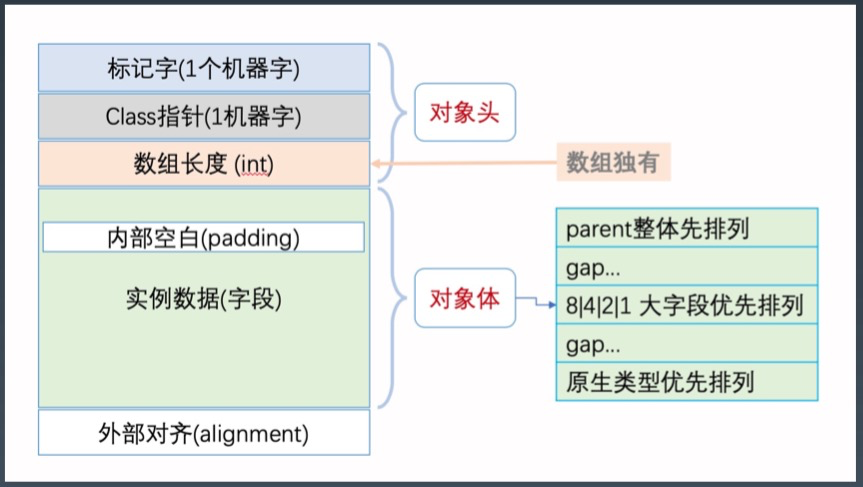 标记字(1个机器字)
Class指针(1机器字)
数组长度 (int)
内部空白(padding)
实例数据(字段)
外部对齐(alignment)
对象头
数组独有
对象体
parent整体先排列
gap...
8|4|2|1 大字段优先排列
gap...
原生类型优先排列